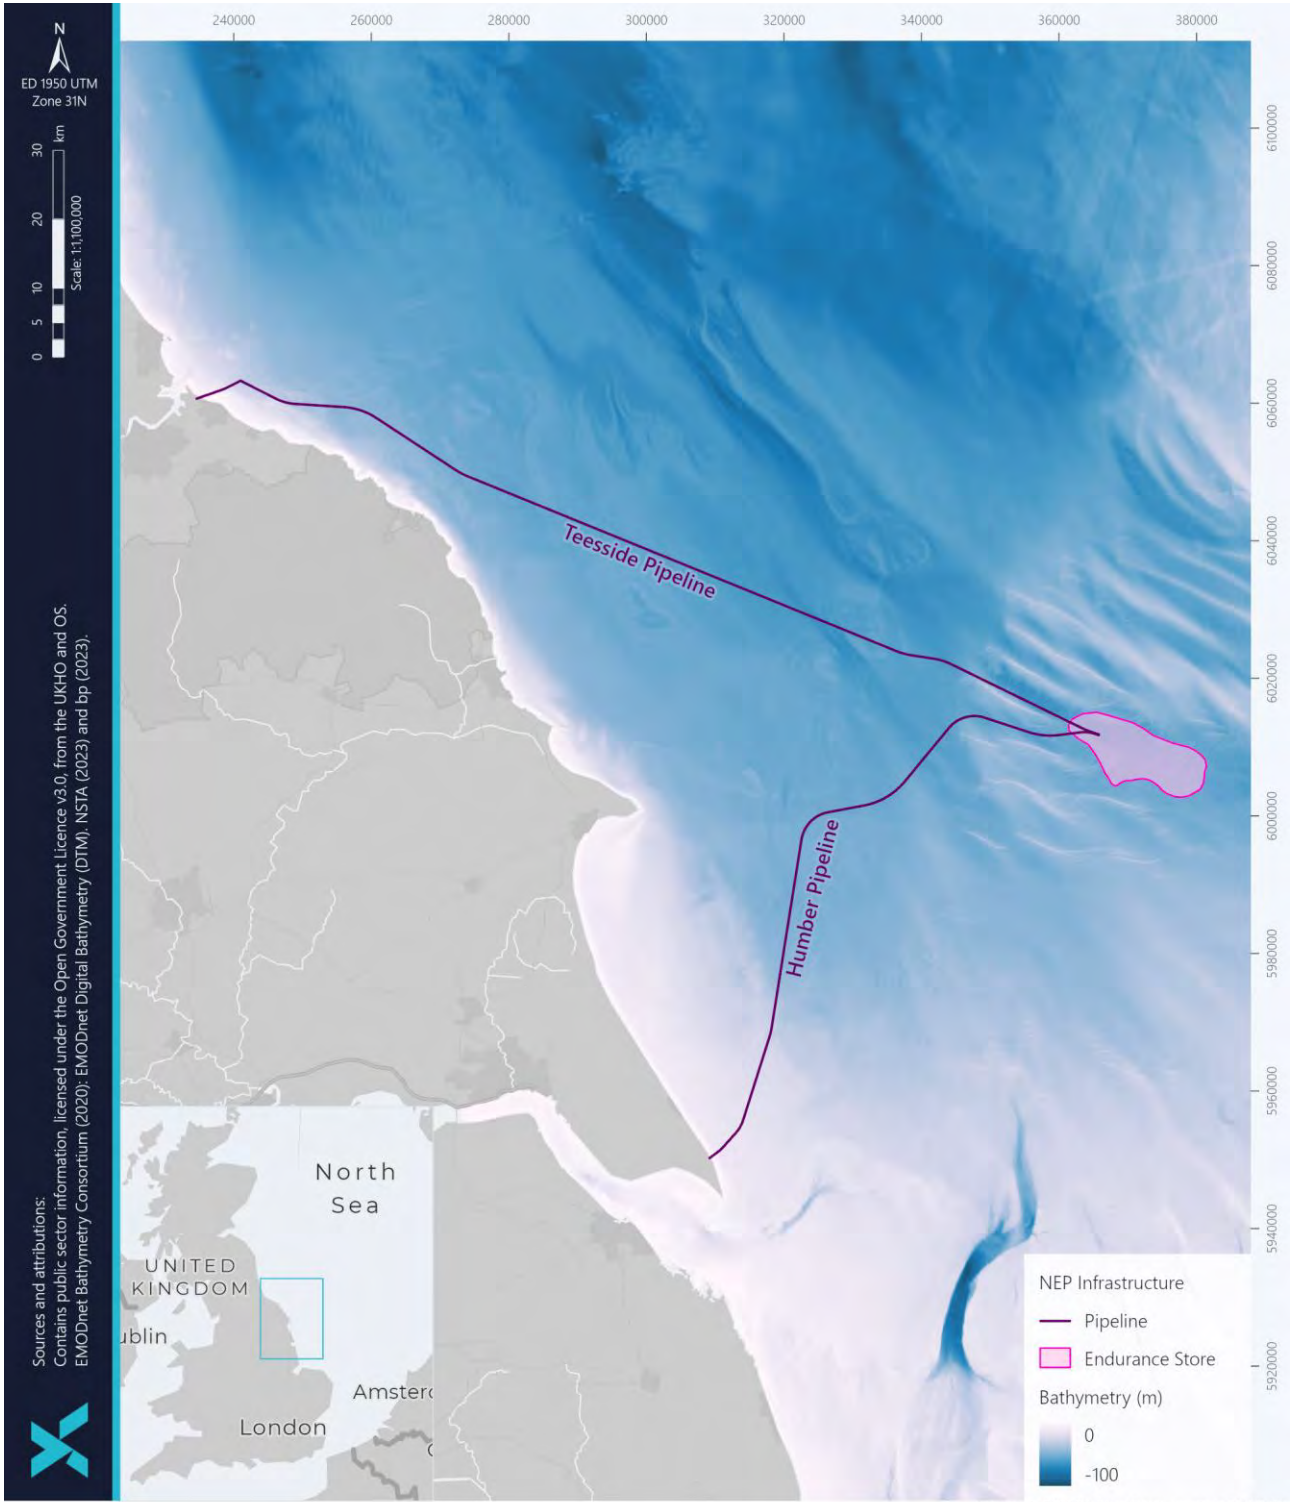 240000
260000
280000
300000
320000
340000
360000
380000
N
ED 1950 UTM
Zone 31N
0
5
10
20
30
km
Scale: 1:1,100,000
Sources and attributions:
Contains public sector information, licensed under the Open Government Licence v3.0, from the UKHO and OS.
EMODnet Bathymetry Consortium (2020): EMODnet Digital Bathymetry (DTM). NSTA (2023) and bp (2023).
6100000
6080000
6060000
6040000
6020000
6000000
5980000
5960000
5940000
5920000
Teesside Pipeline
Humber Pipeline
North
Sea
UNITED
KINGDOM
ublin
Amsterd
London
NEP Infrastructure
Pipeline
Endurance Store
Bathymetry (m)
0
-100